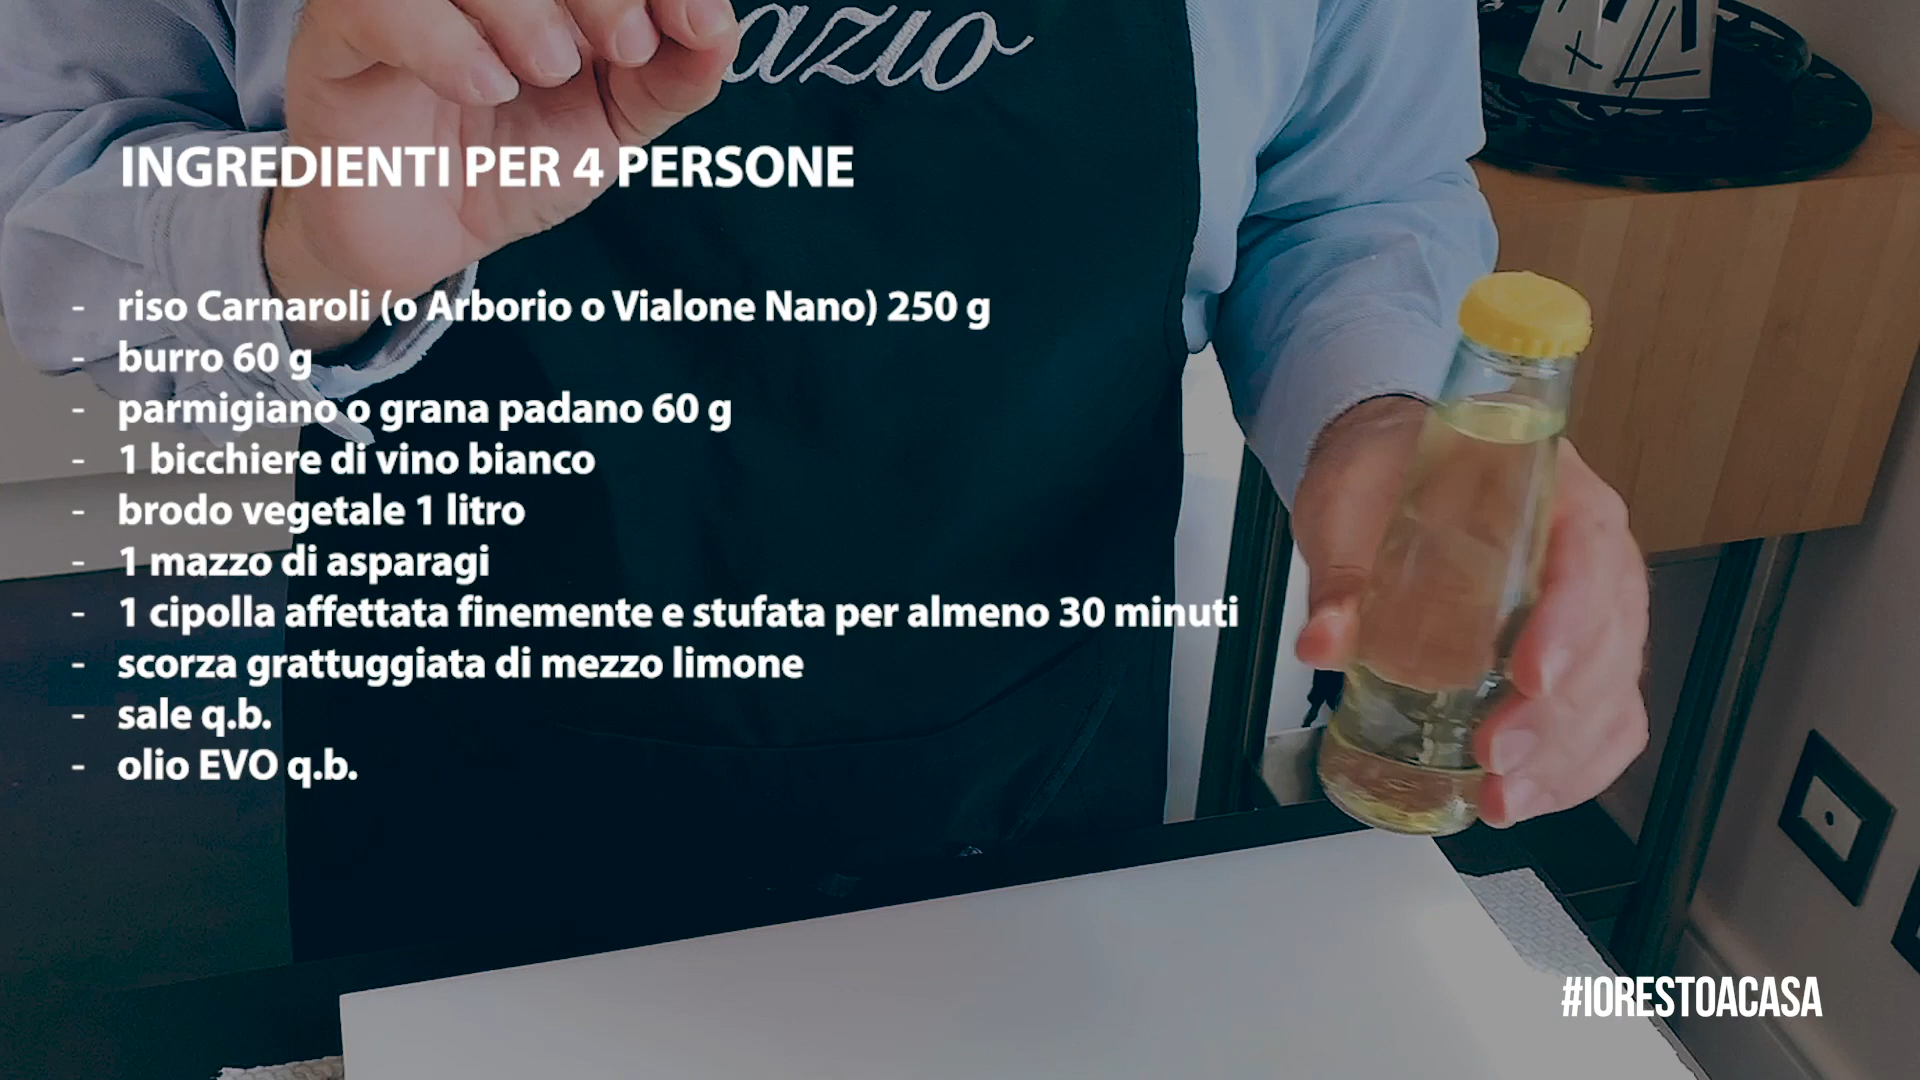 azio
INGREDIENTI PER 4 PERSONE
- riso Carnaroli (o Arborio o Vialone Nano) 250 g
- burro 60 g
- parmigiano o grana padano 60 g
- 1 bicchiere di vino bianco
- brodo vegetale 1 litro
- 1 mazzo di asparagi
- 1 cipolla affettata finemente e stufata per almeno 30 minuti
- scorza grattuggiata di mezzo limone
- sale q.b.
- olio EVO q.b.
#IORESTOACASA